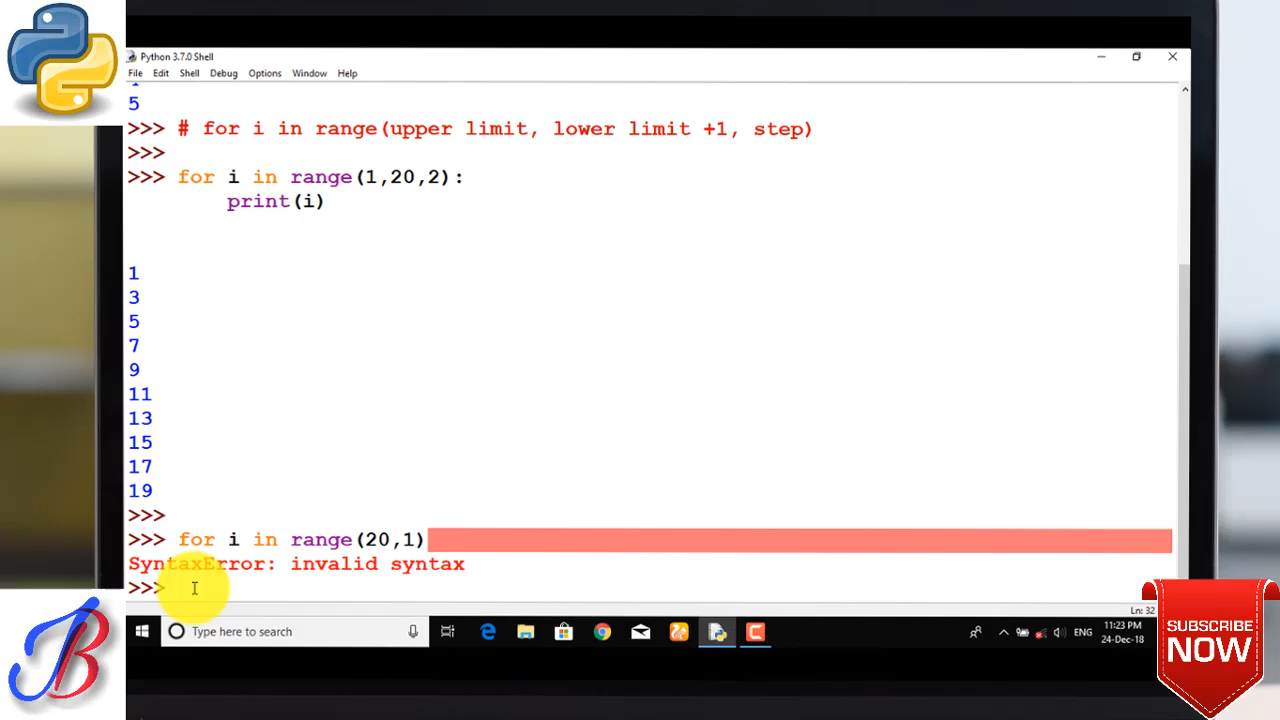 Python 3.7.0 Shell
File Edit Shell Debug Options Window Help
5
>>> # for i in range(upper limit, lower limit +1, step)
>>>
>>> for i in range(1,20,2):
print(i)
1
3
5
7
9
11
13
15
17
19
>>>
>>> for i in range(20,1)
SyntaxError: invalid syntax
>>>
Ln: 32
Type here to search
ENG
11:23 PM
24-Dec-18
SUBSCRIBE
NOW
JB